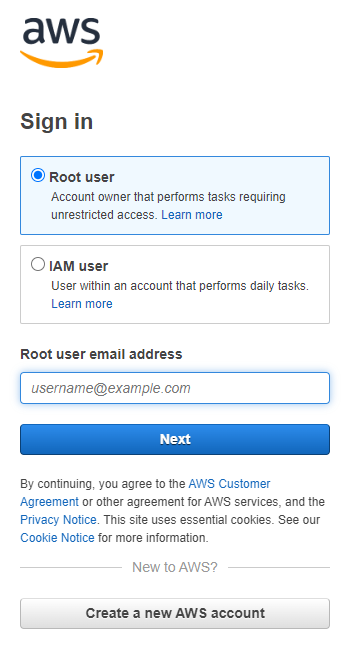 aws
Sign in
Root user
Account owner that performs tasks requiring
unrestricted access. Learn more
IAM user
User within an account that performs daily tasks.
Learn more
Root user email address
username@example.com
Next
By continuing, you agree to the AWS Customer
Agreement or other agreement for AWS services, and the
Privacy Notice. This site uses essential cookies. See our
Cookie Notice for more information.
New to AWS?
Create a new AWS account